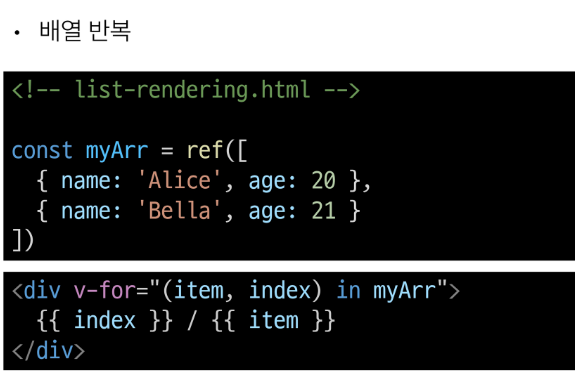 • 배열 반복
<!-- list-rendering.html -->
const myArr = ref([
  { name: 'Alice', age: 20 },
  { name: 'Bella', age: 21 }
])
<div v-for="(item, index) in myArr">
  {{ index }} / {{ item }}
</div>